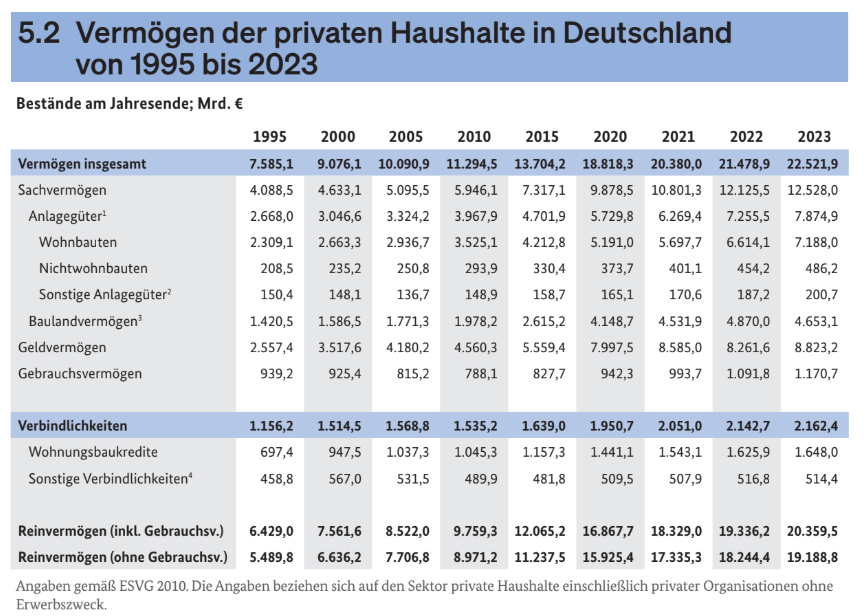 5.2 Vermögen der privaten Haushalte in Deutschland
von 1995 bis 2023
Bestände am Jahresende; Mrd. €
1995 2000 2005 2010 2015 2020 2021 2022 2023
Vermögen insgesamt 7.585,1 9.076,1 10.090,9 11.294,5 13.704,2 18.818,3 20.380,0 21.478,9 22.521,9
Sachvermögen 4.088,5 4.633,1 5.095,5 5.946,1 7.317,1 9.878,5 10.801,3 12.125,5 12.528,0
Anlagegüter¹ 2.668,0 3.046,6 3.324,2 3.967,9 4.701,9 5.729,8 6.269,4 7.255,5 7.874,9
Wohnbauten 2.309,1 2.663,3 2.936,7 3.525,1 4.212,8 5.191,0 5.697,7 6.614,1 7.188,0
Nichtwohnbauten 208,5 235,2 250,8 293,9 330,4 373,7 401,1 454,2 486,2
Sonstige Anlagegüter² 150,4 148,1 136,7 148,9 158,7 165,1 170,6 187,2 200,7
Baulandvermögen³ 1.420,5 1.586,5 1.771,3 1.978,2 2.615,2 4.148,7 4.531,9 4.870,0 4.653,1
Geldvermögen 2.557,4 3.517,6 4.180,2 4.560,3 5.559,4 7.997,5 8.585,0 8.261,6 8.823,2
Gebrauchsvermögen 939,2 925,4 815,2 788,1 827,7 942,3 993,7 1.091,8 1.170,7
Verbindlichkeiten 1.156,2 1.514,5 1.568,8 1.535,2 1.639,0 1.950,7 2.051,0 2.142,7 2.162,4
Wohnungsbaukredite 697,4 947,5 1.037,3 1.045,3 1.157,3 1.441,1 1.543,1 1.625,9 1.648,0
Sonstige Verbindlichkeiten⁴ 458,8 567,0 531,5 489,9 481,8 509,5 507,9 516,8 514,4
Reinvermögen (inkl. Gebrauchsv.) 6.429,0 7.561,6 8.522,0 9.759,3 12.065,2 16.867,7 18.329,0 19.336,2 20.359,5
Reinvermögen (ohne Gebrauchsv.) 5.489,8 6.636,2 7.706,8 8.971,2 11.237,5 15.925,4 17.335,3 18.244,4 19.188,8
Angaben gemäß ESVG 2010. Die Angaben beziehen sich auf den Sektor private Haushalte einschließlich privater Organisationen ohne
Erwerbszweck.